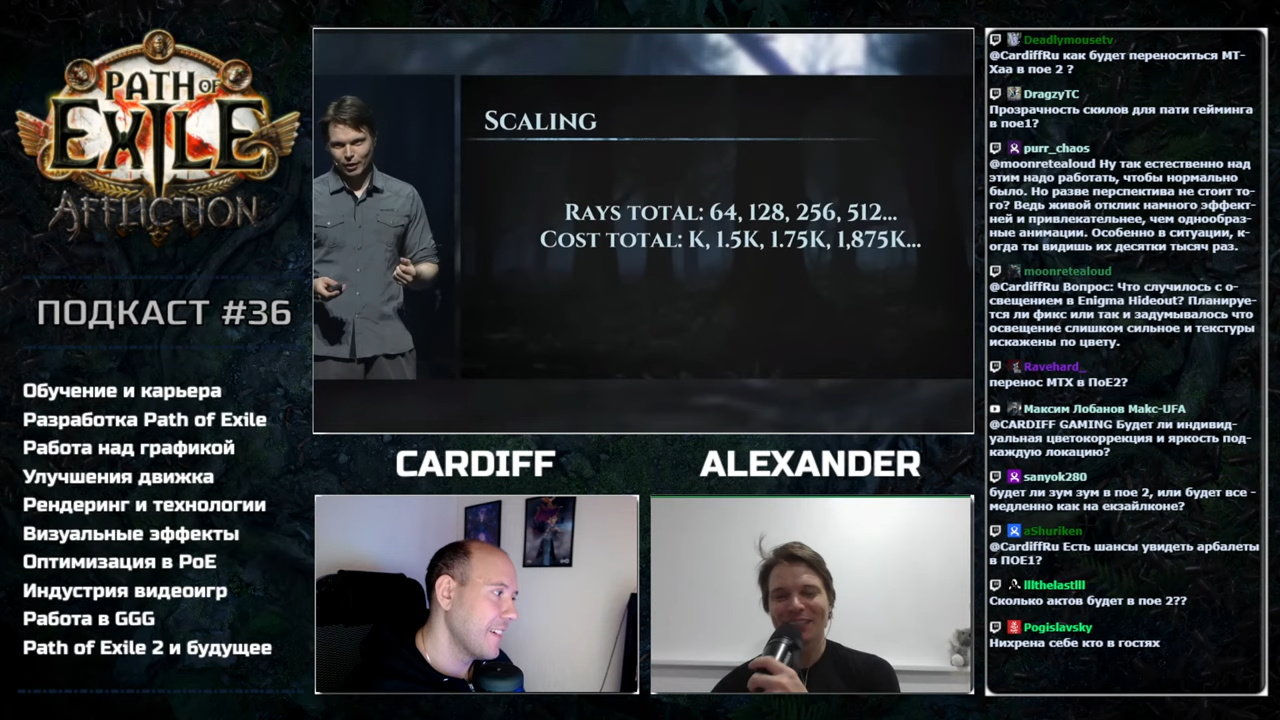 PATH OF
EXILE
AFFLICTION
ПОДКАСТ #36
Обучение и карьера
Разработка Path of Exile
Работа над графикой
Улучшения движка
Рендеринг и технологии
Визуальные эффекты
Оптимизация в PoE
Индустрия видеоигр
Работа в GGG
Path of Exile 2 и будущее
SCALING
RAYS TOTAL: 64, 128, 256, 512...
COST TOTAL: K, 1.5K, 1.75K, 1,875K...
CARDIFF
ALEXANDER
Deadlymousetv
@CardiffRu как будет переноситься МТ-
Хаа в пое 2 ?
DragzyTC
Прозрачность скилов для пати гейминга
в пое1?
purr_chaos
@moonretealoud Ну так естественно над
этим надо работать, чтобы нормально
было. Но разве перспектива не стоит то-
го? Ведь живой отклик намного эффект-
ней и привлекательнее, чем однообраз-
ные анимации. Особенно в ситуации, к-
огда ты видишь их десятки тысяч раз.
moonretealoud
@CardiffRu Вопрос: Что случилось с о-
свещением в Enigma Hideout? Планируе-
тся ли фикс или так и задумывалось что
освещение слишком сильное и текстуры
искажены по цвету.
Ravehard_
перенос MTX в ПоЕ2?
Максим Лобанов Makc-UFA
@CARDIFF GAMING Будет ли индивид-
уальная цветокоррекция и яркость под-
каждую локацию?
sanyok280
будет ли зум зум в пое 2, или будет все -
медленно как на екзайлконе?
aShuriken
@CardiffRu Есть шансы увидеть арбалеты
в ПОЕ1?
lllthelastlll
Сколько актов будет в пое 2??
Pogislavsky
Нихрена себе кто в гостях